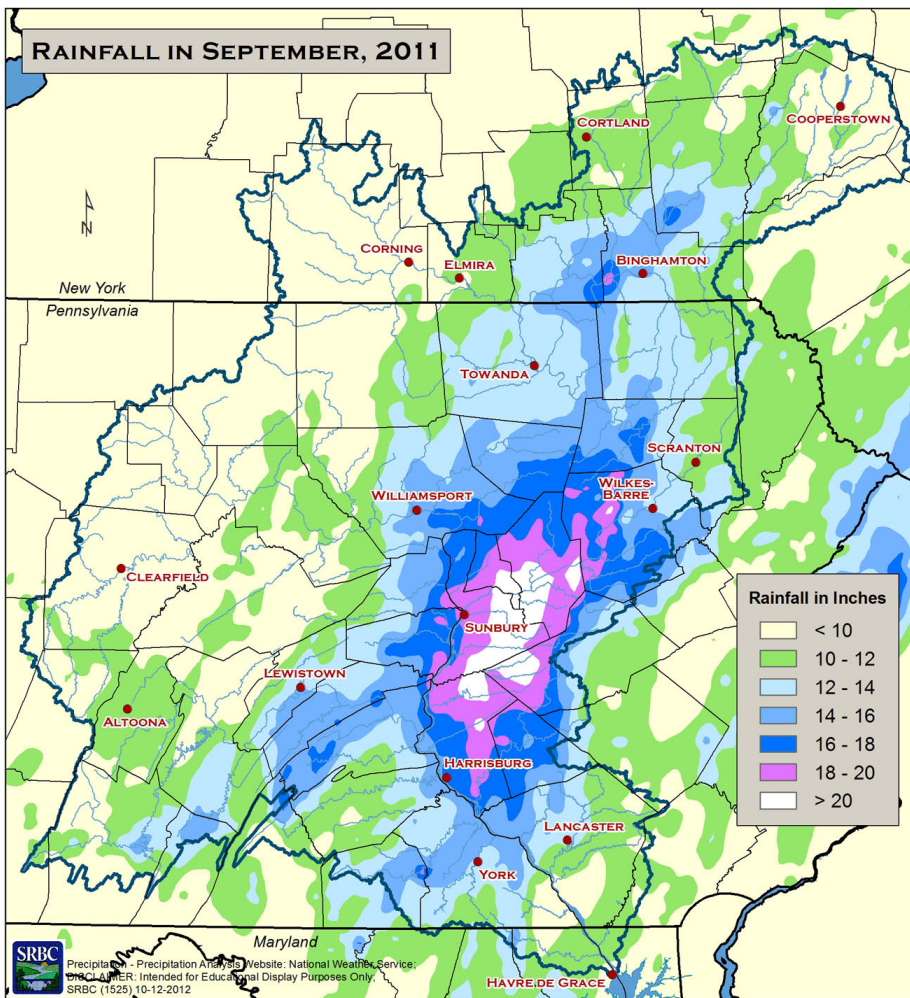 RAINFALL IN SEPTEMBER, 2011
COOPERSTOWN
CORTLAND
N
CORNING
ELMIRA
BINGHAMTON
New York
Pennsylvania
TOWANDA
SCRANTON
WILKES-
BARRE
WILLIAMSPORT
CLEARFIELD
SUNBURY
LEWISTOWN
ALTOONA
HARRISBURG
LANCASTER
YORK
Rainfall in Inches
< 10
10 - 12
12 - 14
14 - 16
16 - 18
18 - 20
> 20
Maryland
HAVRE DE GRACE
SRBC
Precipitation - Precipitation Analysis Website: National Weather Service;
DISCLAIMER: Intended for Educational Display Purposes Only;
SRBC (1525) 10-12-2012